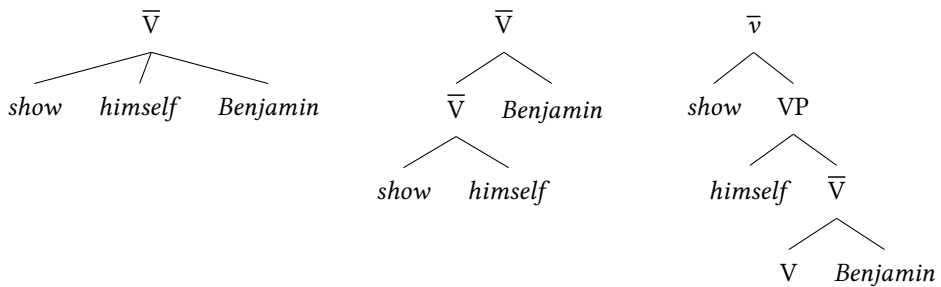 V̅ V̅ v̅
show himself Benjamin V̅ Benjamin show VP
show himself himself V̅
V Benjamin